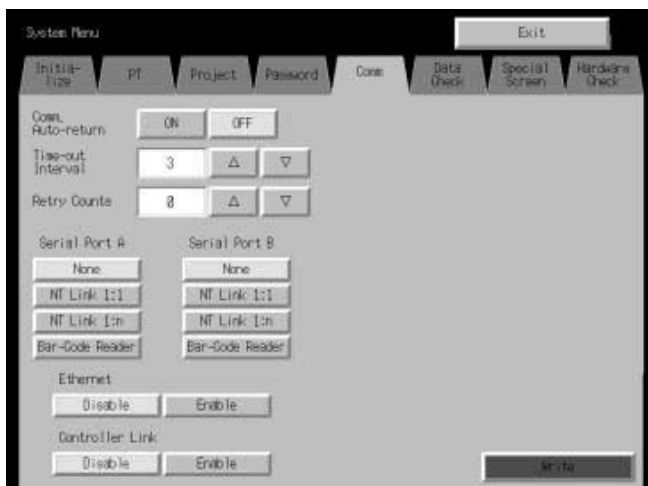 System Menu
Exit
Initia-
lize
PT
Project
Password
Comm
Data
Check
Special
Screen
Hardware
Check
Comm.
Auto-return
ON
OFF
Time-out
Interval
3
△
▽
Retry Counts
0
△
▽
Serial Port A
Serial Port B
None
None
NT Link 1:1
NT Link 1:1
NT Link 1:n
NT Link 1:n
Bar-Code Reader
Bar-Code Reader
Ethernet
Disable
Enable
Controller Link
Disable
Enable
Write